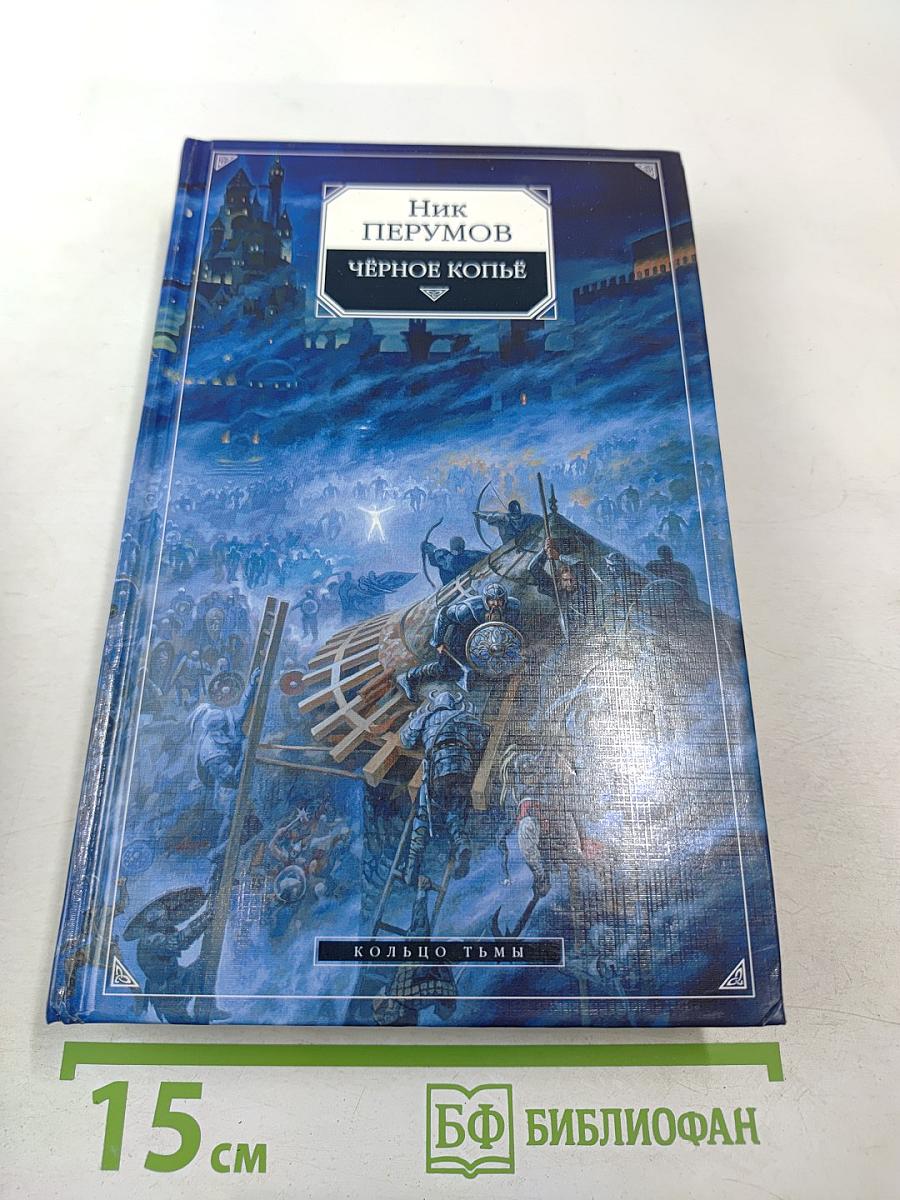 Ник
ПЕРУМОВ
ЧЁРНОЕ КОПЬЁ
КОЛЬЦО ТЬМЫ
15 см
БФ БИБЛИОФАН